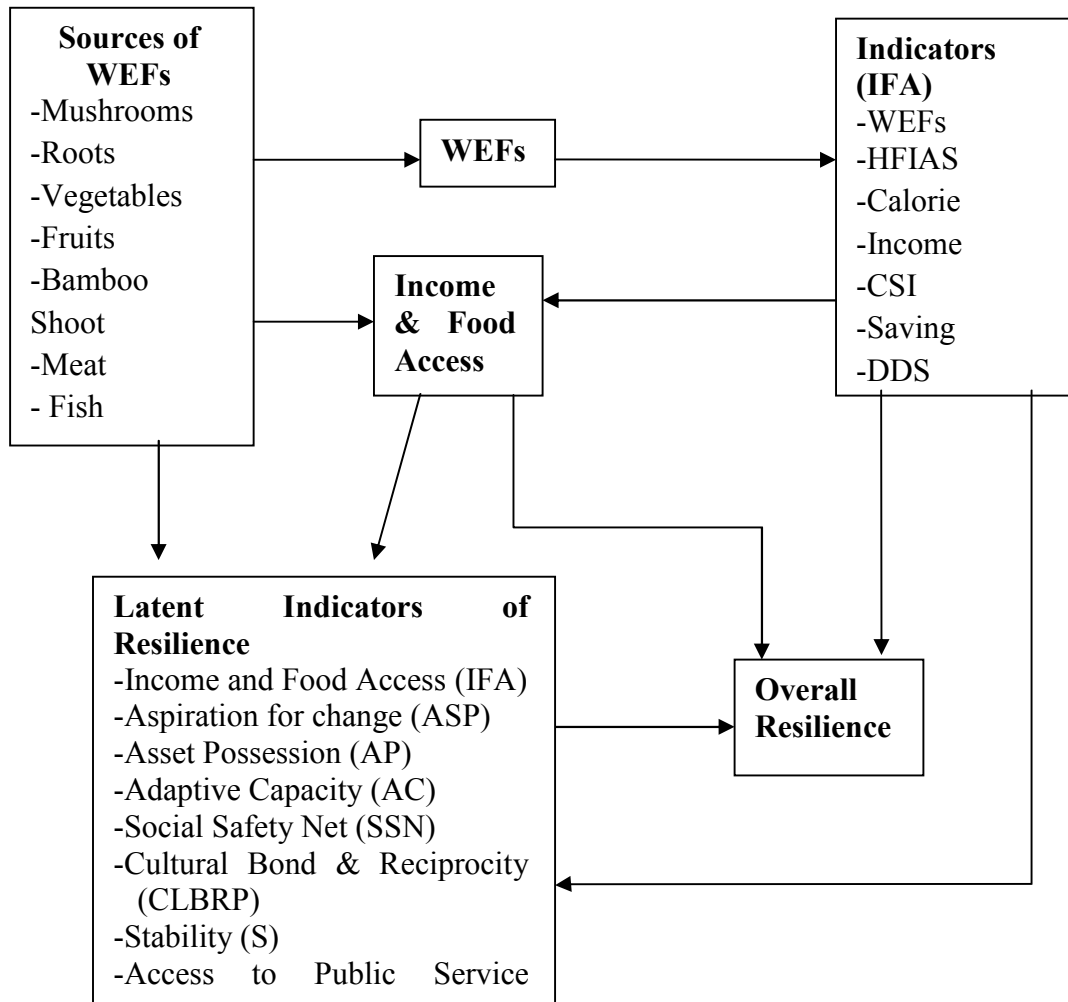 Sources of
WEFs
-Mushrooms
-Roots
-Vegetables
-Fruits
-Bamboo
Shoot
-Meat
- Fish
WEFs
Income
& Food
Access
Indicators
(IFA)
-WEFs
-HFIAS
-Calorie
-Income
-CSI
-Saving
-DDS
Latent Indicators of
Resilience
-Income and Food Access (IFA)
-Aspiration for change (ASP)
-Asset Possession (AP)
-Adaptive Capacity (AC)
-Social Safety Net (SSN)
-Cultural Bond & Reciprocity
(CLBRP)
-Stability (S)
-Access to Public Service
Overall
Resilience